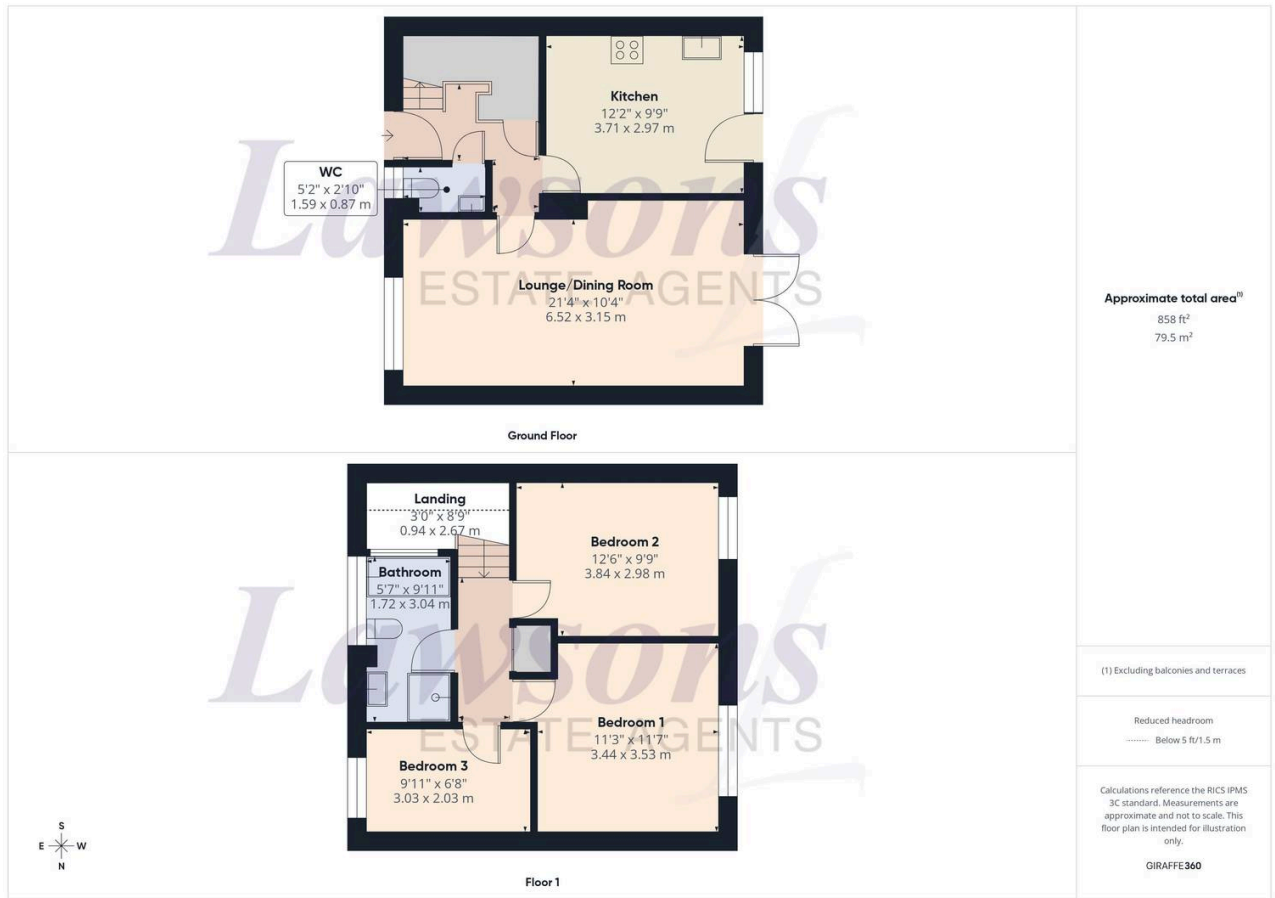 Kitchen
12'2" x 9'9"
3.71 x 2.97 m
WC
5'2" x 2'10"
1.59 x 0.87 m
Lawsons
ESTATE AGENTS
Lounge/Dining Room
21'4" x 10'4"
6.52 x 3.15 m
Ground Floor
Approximate total area(1)
858 ft²
79.5 m²
Landing
3'0" x 8'9"
0.94 x 2.67 m
Bedroom 2
12'6" x 9'9"
3.84 x 2.98 m
Bathroom
5'7" x 9'11"
1.72 x 3.04 m
Lawsons
ESTATE AGENTS
Bedroom 1
11'3" x 11'7"
3.44 x 3.53 m
Bedroom 3
9'11" x 6'8"
3.03 x 2.03 m
S
E W
N
Floor 1
(1) Excluding balconies and terraces
Reduced headroom
Below 5 ft/1.5 m
Calculations reference the RICS IPMS
3C standard. Measurements are
approximate and not to scale. This
floor plan is intended for illustration
only.
GIRAFFE360